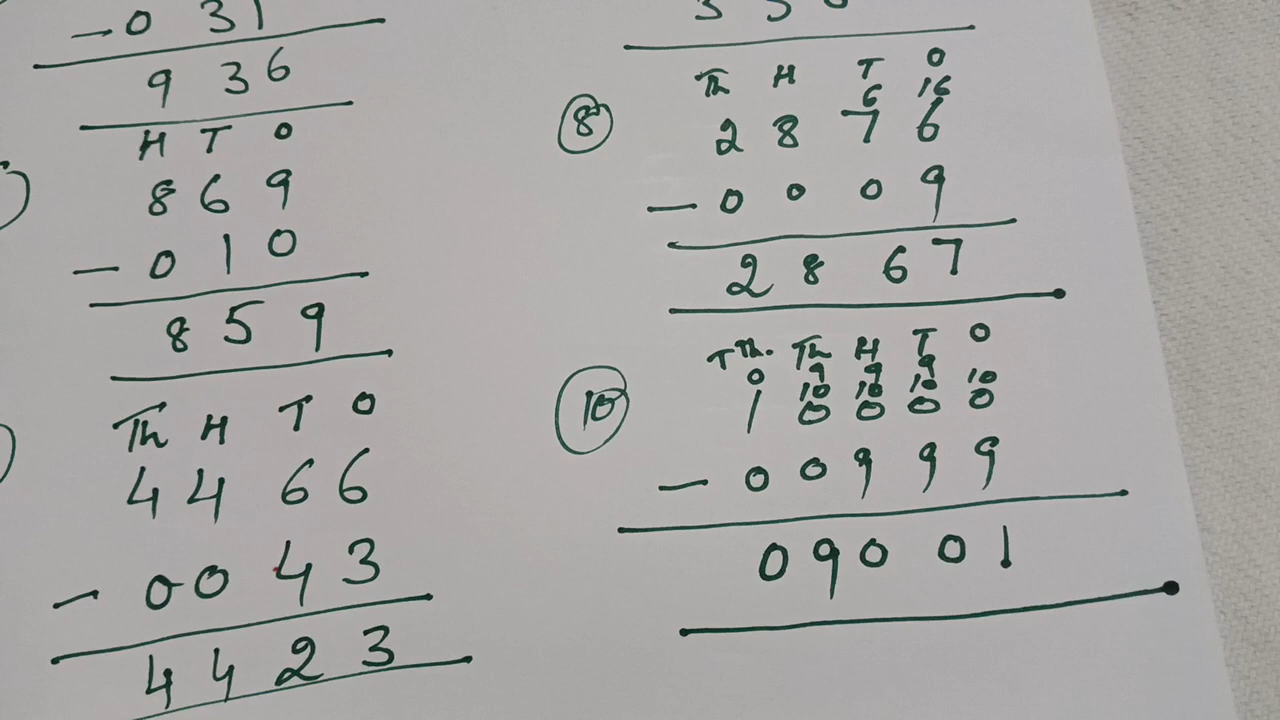 — 0 3 1
9 3 6
H T O
8 6 9
— 0 1 0
8 5 9
Th H T O
4 4 6 6
— 0 0 4 3
4 4 2 3
Th H T O
6 16
8 2 8 7 6
— 0 0 0 9
2 8 6 7
T Th. Th H T O
0 9 9 9
10 10 10 10
10 1 0 0 0 0
— 0 0 9 9 9
0 9 0 0 1